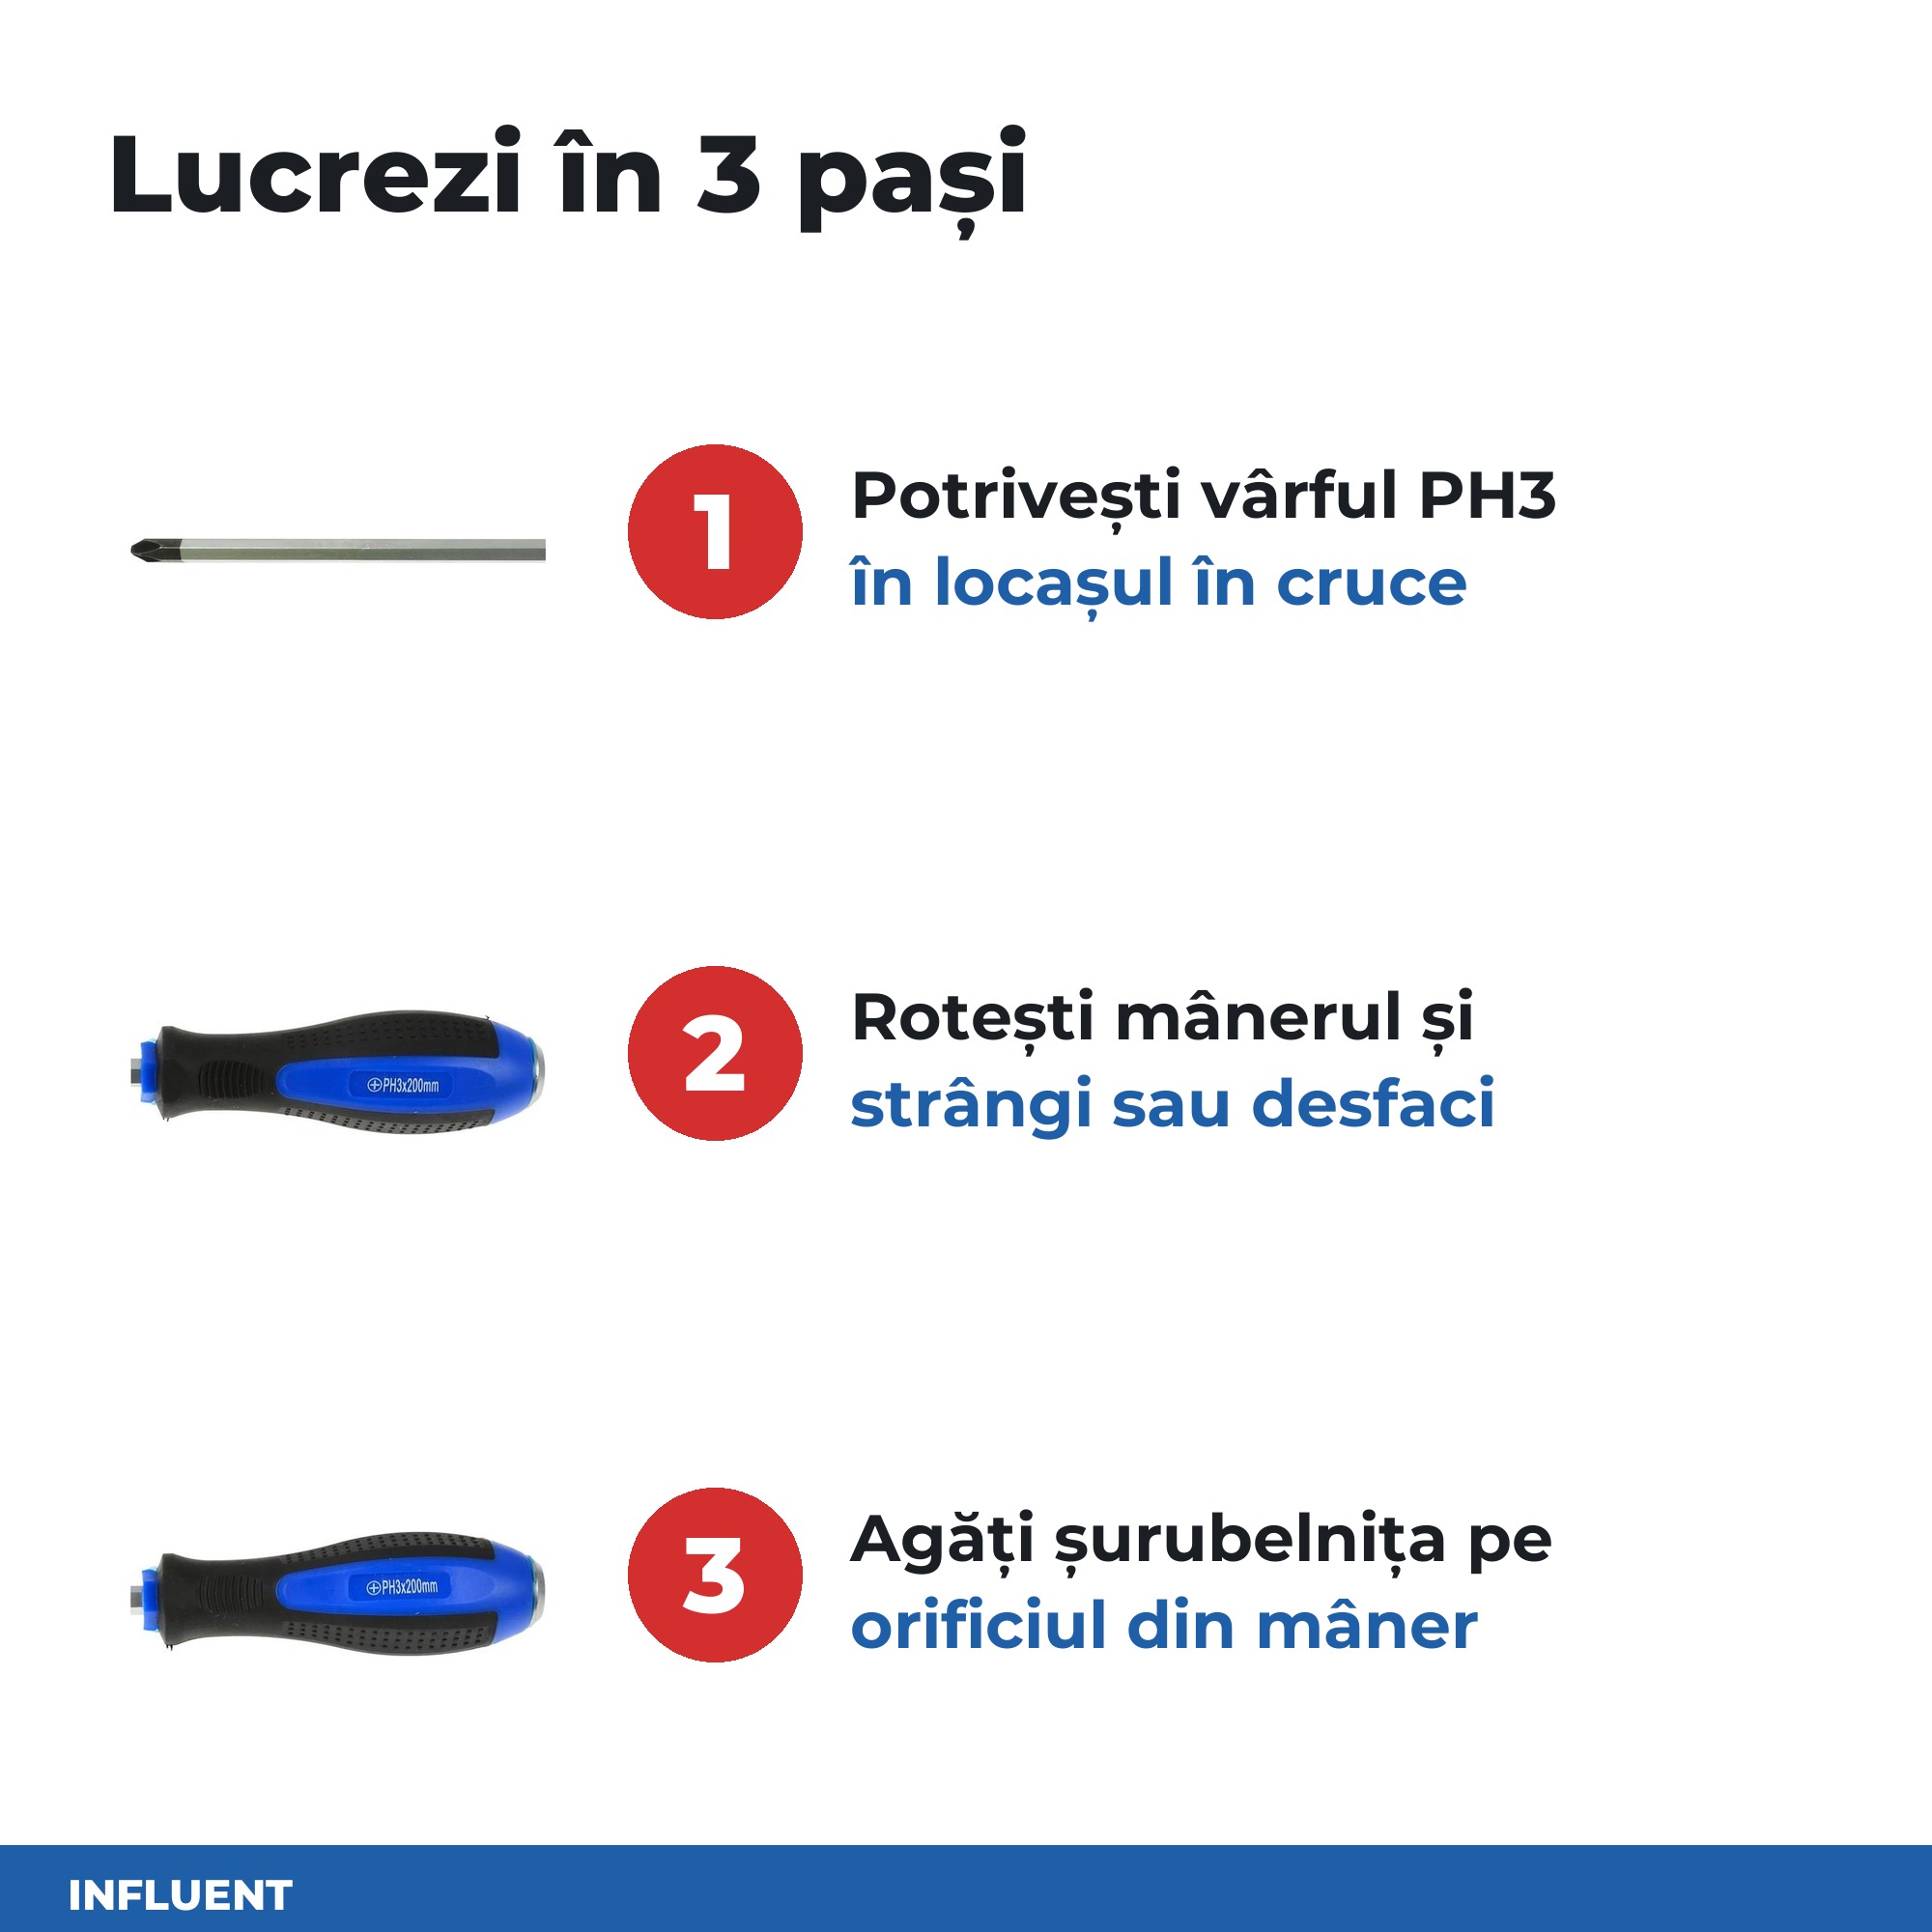 Lucrezi în 3 pași
1
Potrivești vârful PH3
în locașul în cruce
PH3x200mm
2
Rotești mânerul și
strângi sau desfaci
PH3x200mm
3
Agăți șurubelnița pe
orificiul din mâner
INFLUENT